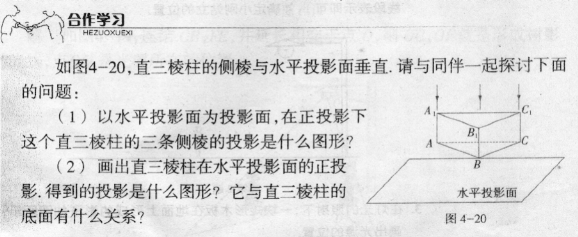 合作学习
HEZUOXUEXI
如图4-20,直三棱柱的侧棱与水平投影面垂直.请与同伴一起探讨下面
的问题:
(1)以水平投影面为投影面,在正投影下
这个直三棱柱的三条侧棱的投影是什么图形?
(2)画出直三棱柱在水平投影面的正投
影.得到的投影是什么图形?它与直三棱柱的
底面有什么关系?
A₁
C₁
B₁
A
C
B
水平投影面
图4-20